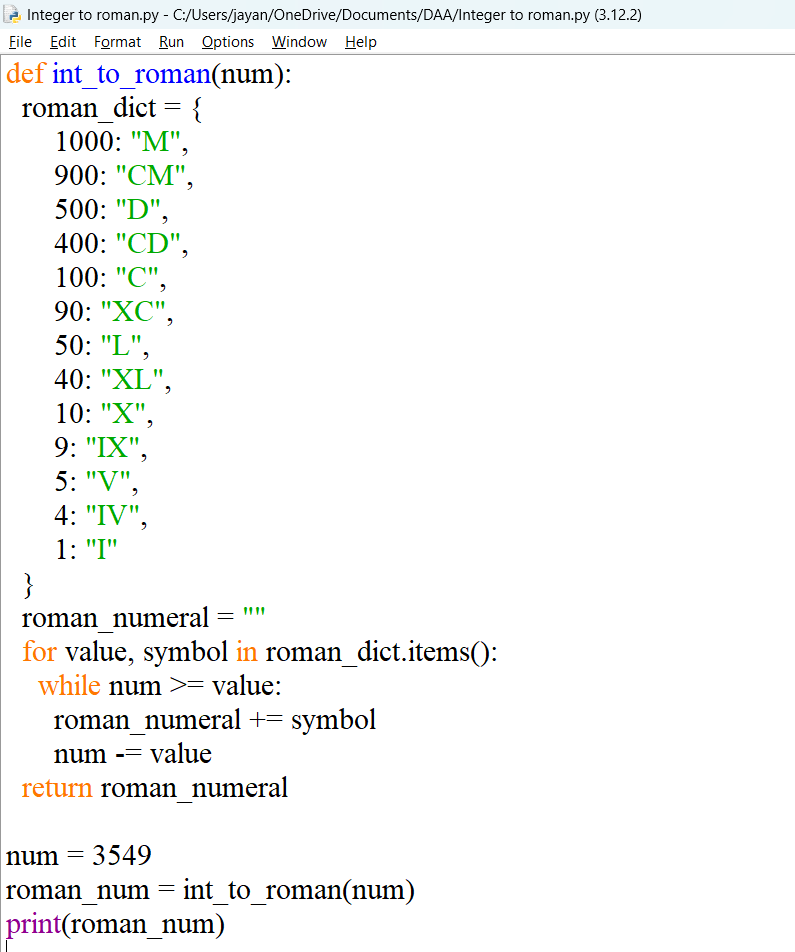 Integer to roman.py - C:/Users/jayan/OneDrive/Documents/DAA/Integer to roman.py (3.12.2)
File Edit Format Run Options Window Help
def int_to_roman(num):
  roman_dict = {
      1000: "M",
      900: "CM",
      500: "D",
      400: "CD",
      100: "C",
      90: "XC",
      50: "L",
      40: "XL",
      10: "X",
      9: "IX",
      5: "V",
      4: "IV",
      1: "I"
  }
  roman_numeral = ""
  for value, symbol in roman_dict.items():
    while num >= value:
      roman_numeral += symbol
      num -= value
  return roman_numeral

num = 3549
roman_num = int_to_roman(num)
print(roman_num)